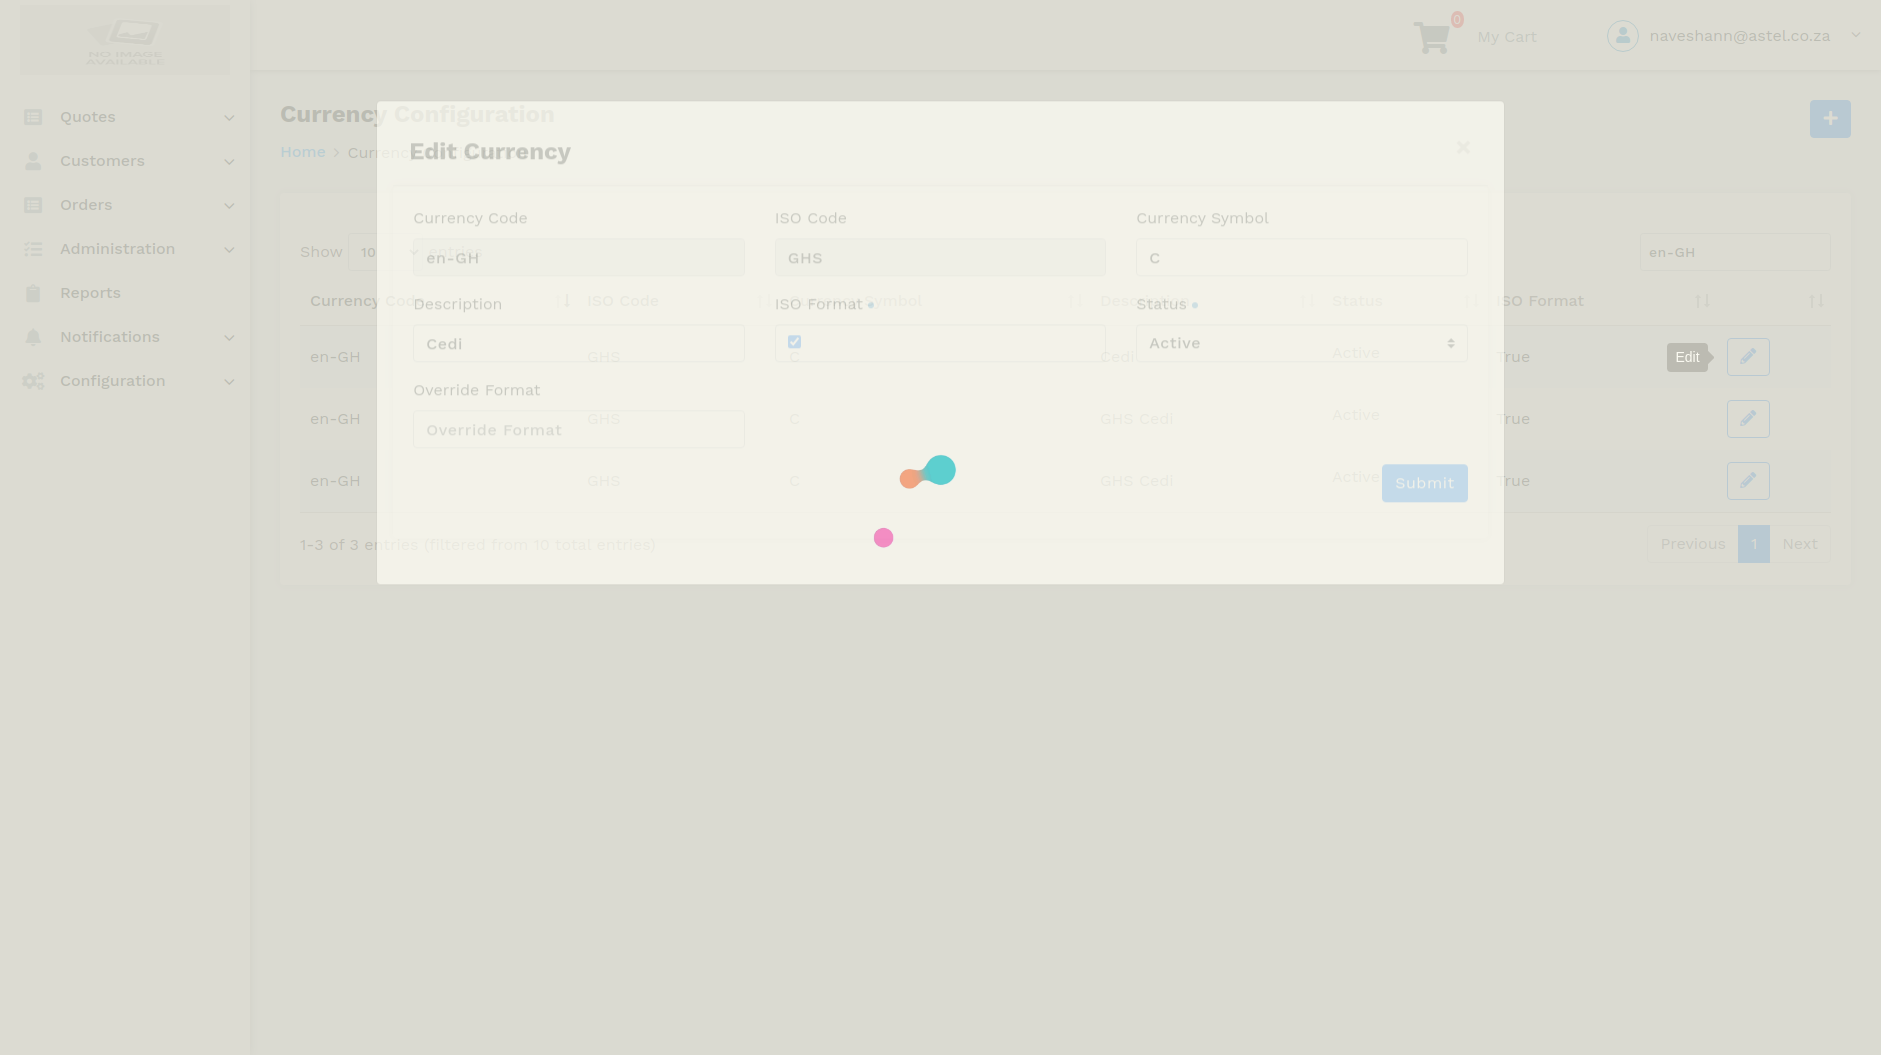 NO IMAGE
AVAILABLE
0
My Cart
naveshann@astel.co.za
Quotes
Customers
Orders
Administration
Reports
Notifications
Configuration
Currency Configuration
Home
Edit Currency
Currency Code
ISO Code
Currency Symbol
en-GH
GHS
C
Description
ISO Format
Status
Cedi
Active
Override Format
Override Format
Submit
Show 10 entries
en-GH
Currency Code
ISO Code
Symbol
Status
ISO Format
en-GH
GHS
C
Cedi
Active
True
Edit
en-GH
GHS
C
GHS Cedi
Active
True
en-GH
GHS
C
GHS Cedi
Active
True
1-3 of 3 entries (filtered from 10 total entries)
Previous
1
Next